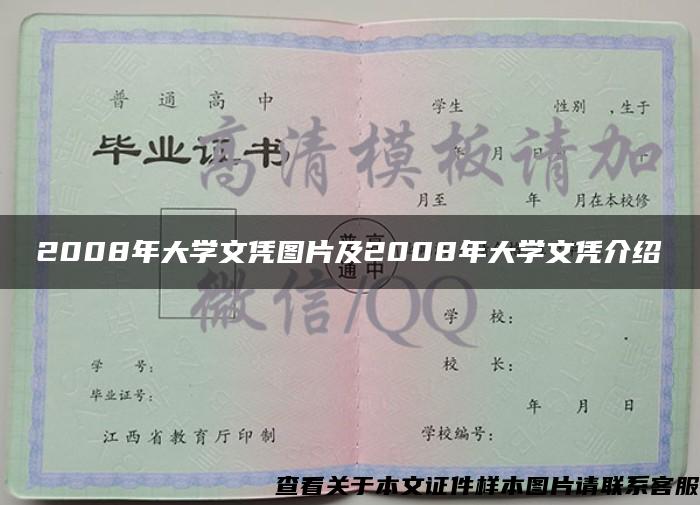 普通高中
毕业证书
学生 性别 ,生于
年 月 日
月至 年 月在本校修
高清模板请加
2008年大学文凭图片及2008年大学文凭介绍
普高
通中
微信/QQ
学 校:
校 长:
年 月 日
学校编号:
学 号:
毕业证号:
江西省教育厅印制
查看关于本文证件样本图片请联系客服